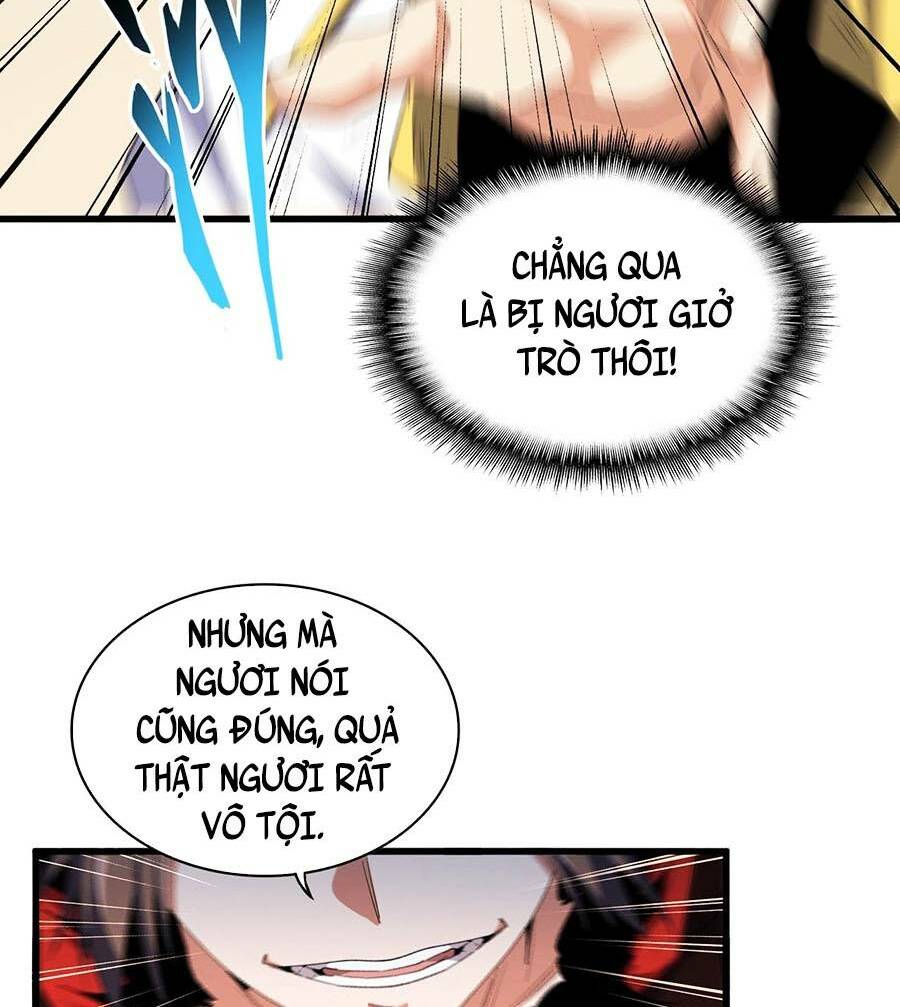 CHẲNG QUA
LÀ BỊ NGƯƠI GIỞ
TRÒ THÔI!
NHƯNG MÀ
NGƯƠI NÓI
CŨNG ĐÚNG, QUẢ
THẬT NGƯƠI RẤT
VÔ TỘI.